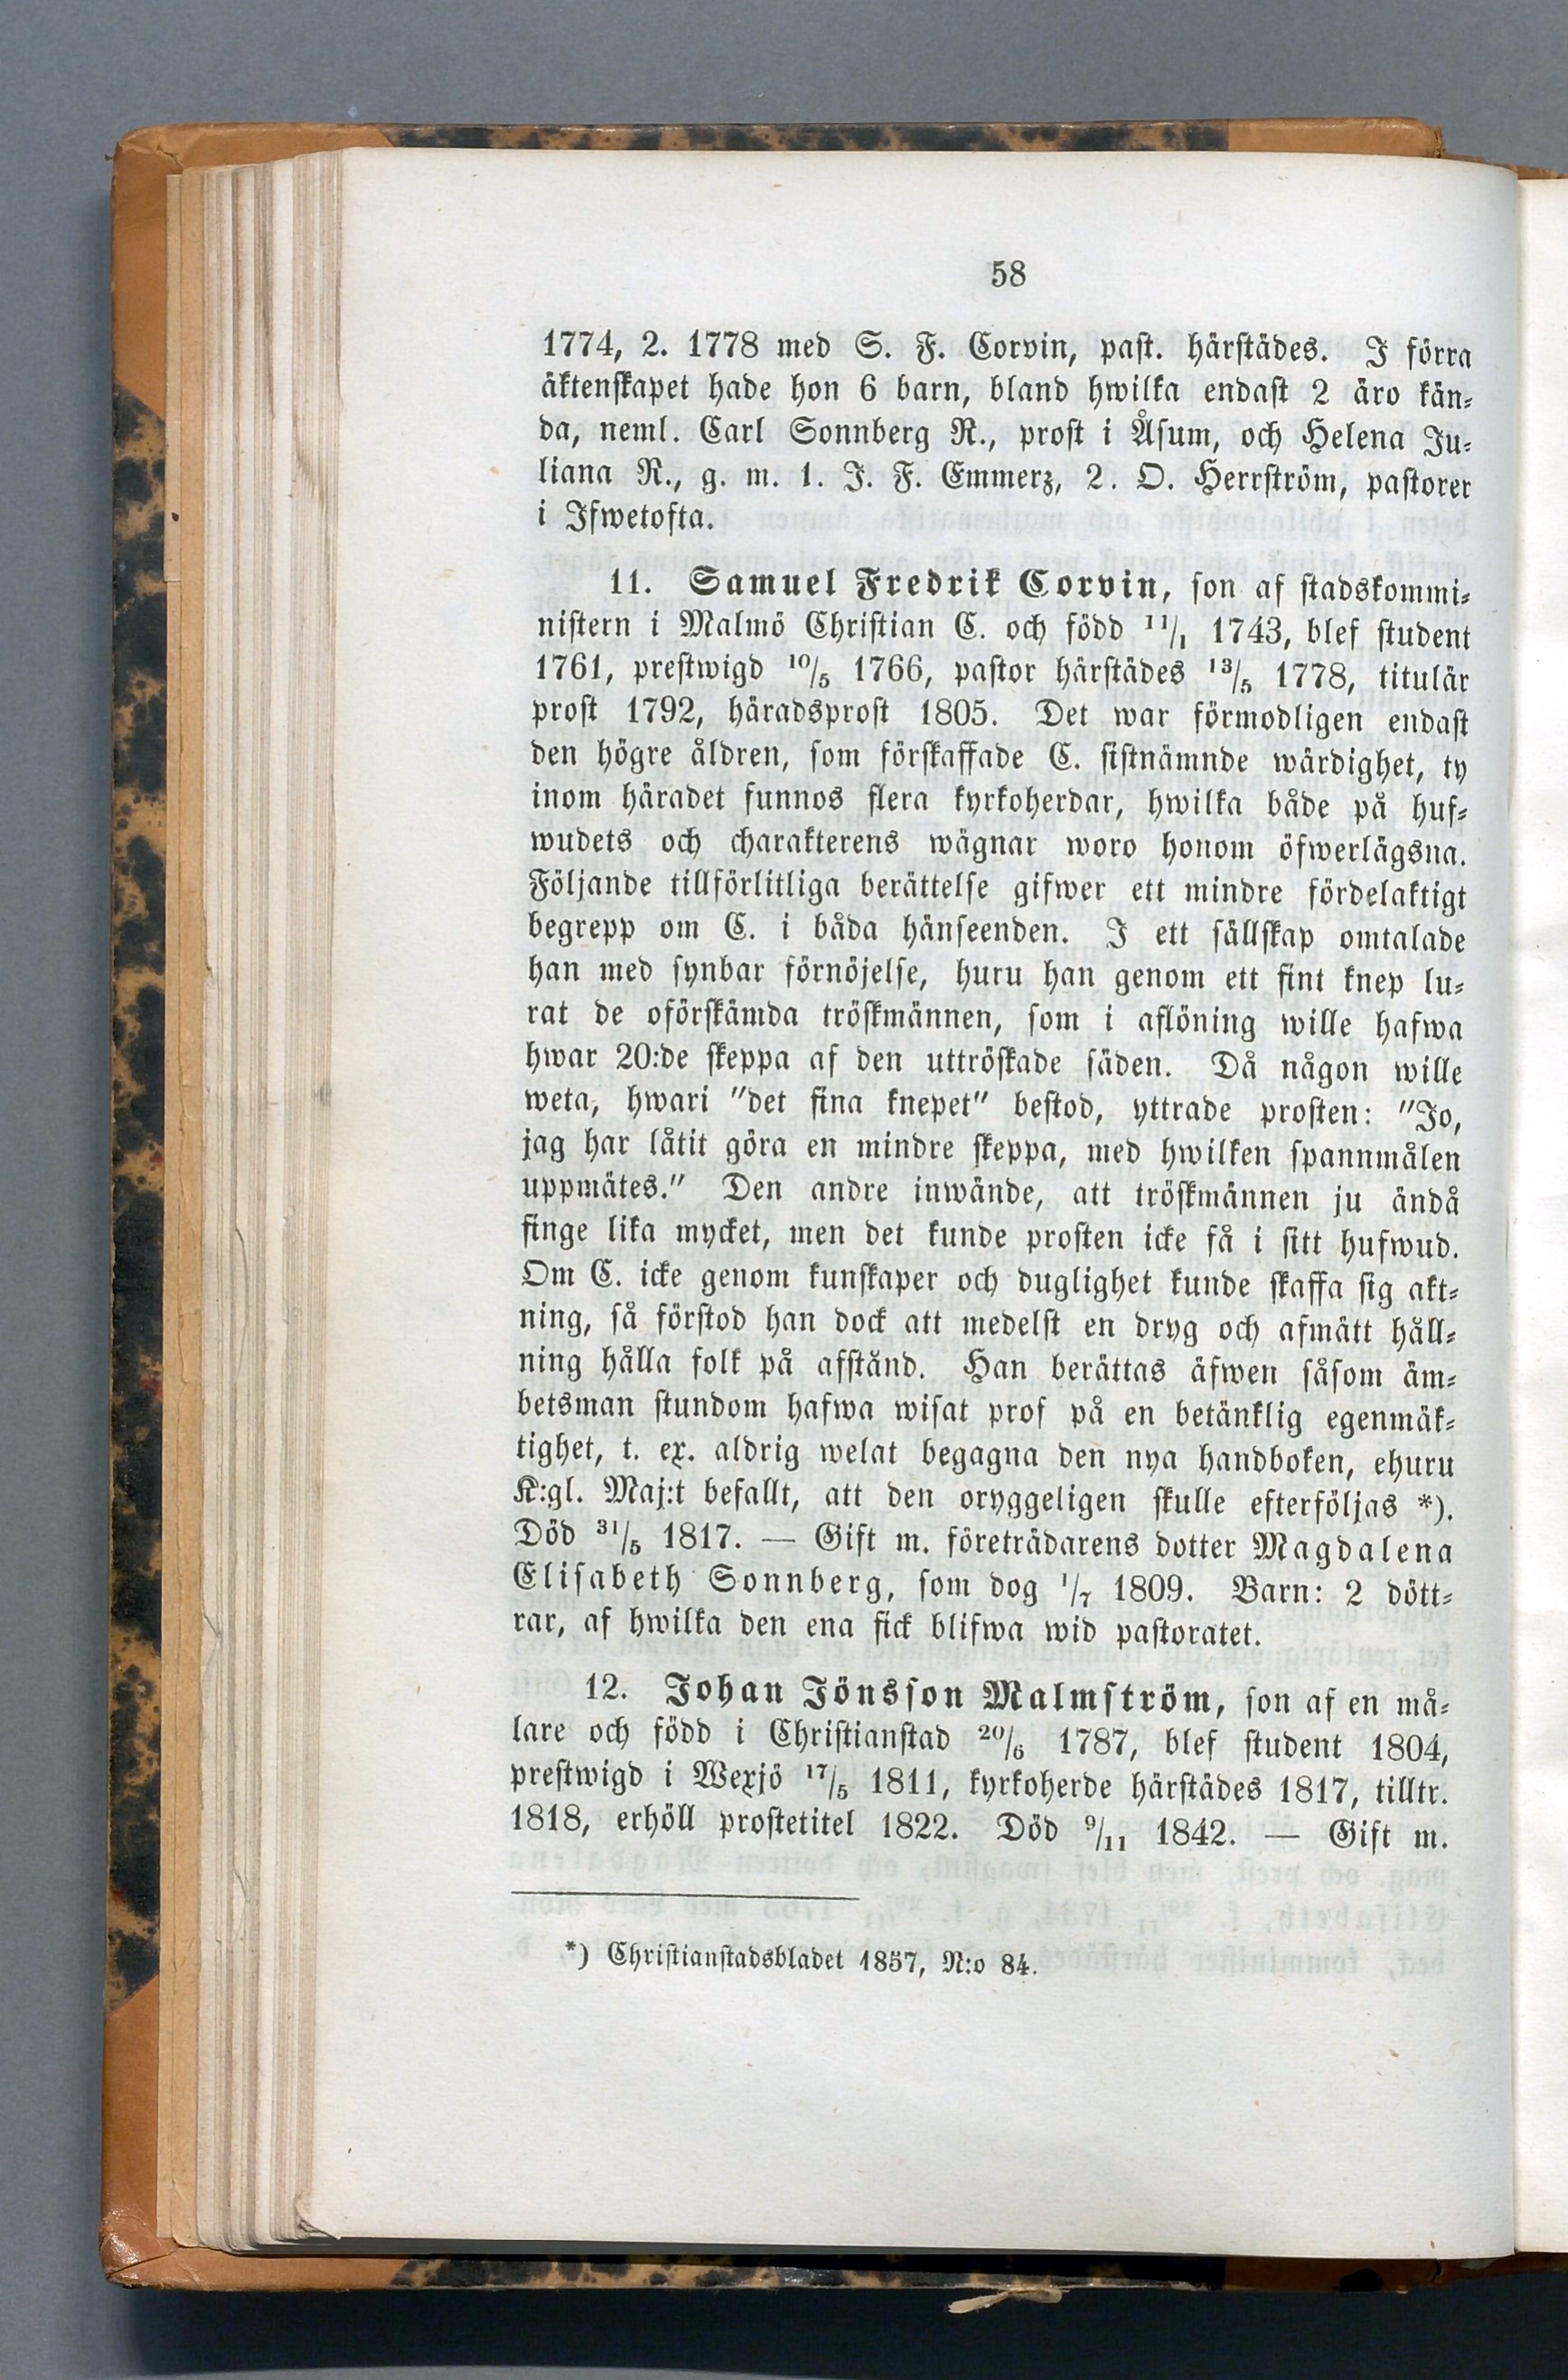 58
1774, 2. 1778 med S. F. Corvin, past. härstädes. I förra
äktenskapet hade hon 6 barn, bland hwilka endast 2 äro kän-
da, neml. Carl Sonnberg R., prost i Åsum, och Helena Ju-
liana R., g. m. 1. J. F. Emmerz, 2. O. Herrström, pastorer
i Ifwetofta.
11. Samuel Fredrik Corvin, son af stadskommi-
nistern i Malmö Christian C. och född 11/1 1743, blef student
1761, prestwigd 10/5 1766, pastor härstädes 13/5 1778, titulär
prost 1792, häradsprost 1805. Det war förmodligen endast
den högre åldren, som förskaffade C. sistnämnde wärdighet, ty
inom häradet funnos flera kyrkoherdar, hwilka både på huf-
wudets och charakterens wägnar woro honom öfwerlägsna.
Följande tillförlitliga berättelse gifwer ett mindre fördelaktigt
begrepp om C. i båda hänseenden. I ett sällskap omtalade
han med synbar förnöjelse, huru han genom ett fint knep lu-
rat de oförskämda tröskmännen, som i aflöning wille hafwa
hwar 20:de skeppa af den uttröskade säden. Då någon wille
weta, hwari "det fina knepet" bestod, yttrade prosten: "Jo,
jag har låtit göra en mindre skeppa, med hwilken spannmålen
uppmätes." Den andre inwände, att tröskmännen ju ändå
finge lika mycket, men det kunde prosten icke få i sitt hufwud.
Om C. icke genom kunskaper och duglighet kunde skaffa sig akt-
ning, så förstod han dock att medelst en dryg och afmätt håll-
ning hålla folk på afstånd. Han berättas äfwen såsom äm-
betsman stundom hafwa wisat prof på en betänklig egenmäk-
tighet, t. ex. aldrig welat begagna den nya handboken, ehuru
K:gl. Maj:t befallt, att den oryggeligen skulle efterföljas *).
Död 31/5 1817. — Gift m. företrädarens dotter Magdalena
Elisabeth Sonnberg, som dog 1/7 1809. Barn: 2 dött-
rar, af hwilka den ena fick blifwa wid pastoratet.
12. Johan Jönsson Malmström, son af en må-
lare och född i Christianstad 20/6 1787, blef student 1804,
prestwigd i Wexjö 17/5 1811, kyrkoherde härstädes 1817, tilltr.
1818, erhöll prostetitel 1822. Död 9/11 1842. — Gift m.
*) Christianstadsbladet 1857, N:o 84.